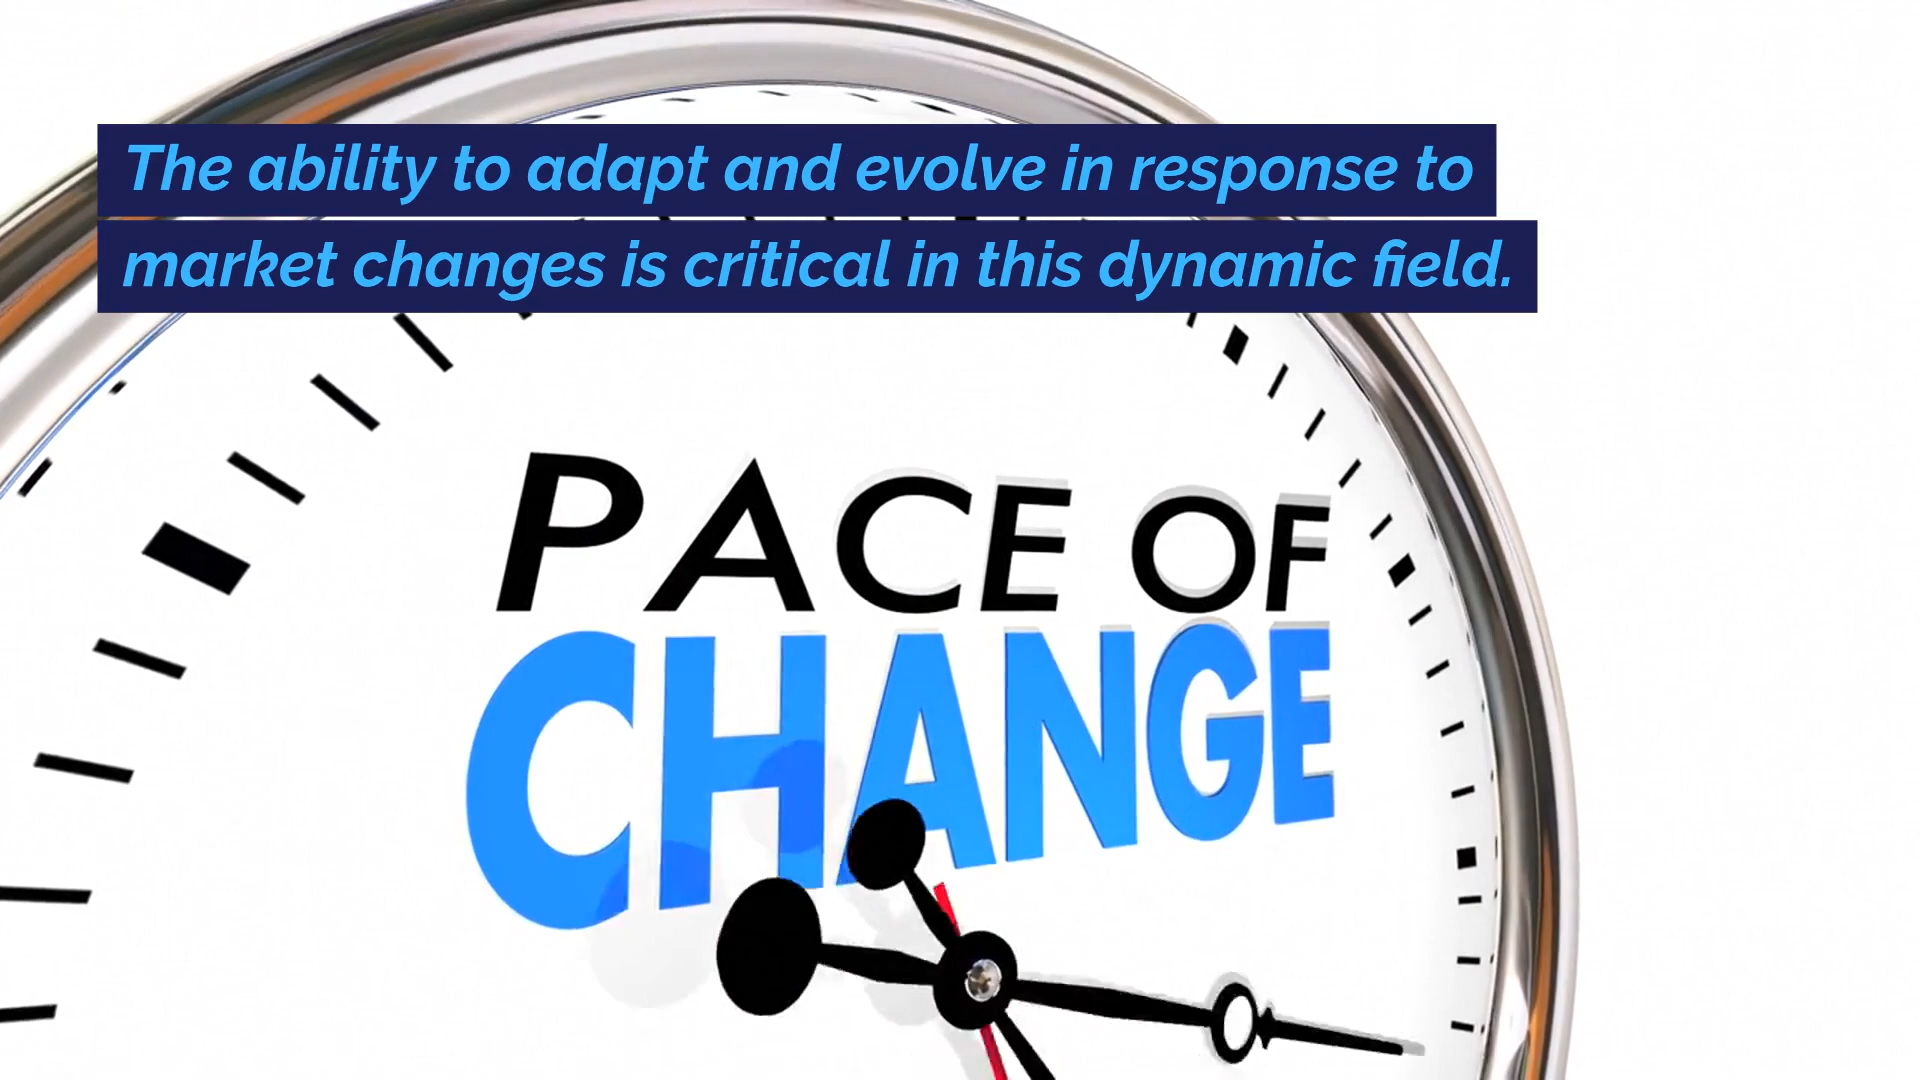 The ability to adapt and evolve in response to
market changes is critical in this dynamic field.
PACE OF
CHANGE